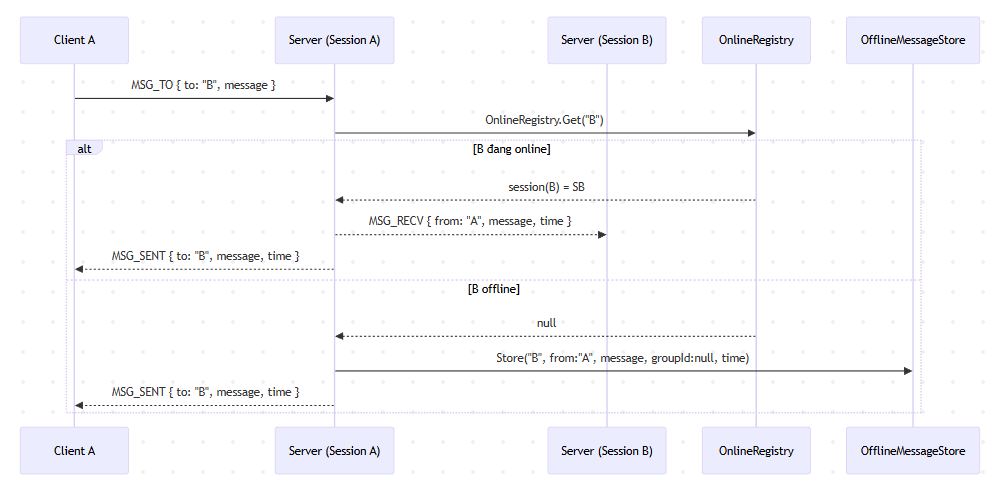 Client A
Server (Session A)
Server (Session B)
OnlineRegistry
OfflineMessageStore
MSG_TO { to: "B", message }
OnlineRegistry.Get("B")
alt
[B đang online]
session(B) = SB
MSG_RECV { from: "A", message, time }
MSG_SENT { to: "B", message, time }
[B offline]
null
Store("B", from:"A", message, groupId:null, time)
MSG_SENT { to: "B", message, time }
Client A
Server (Session A)
Server (Session B)
OnlineRegistry
OfflineMessageStore